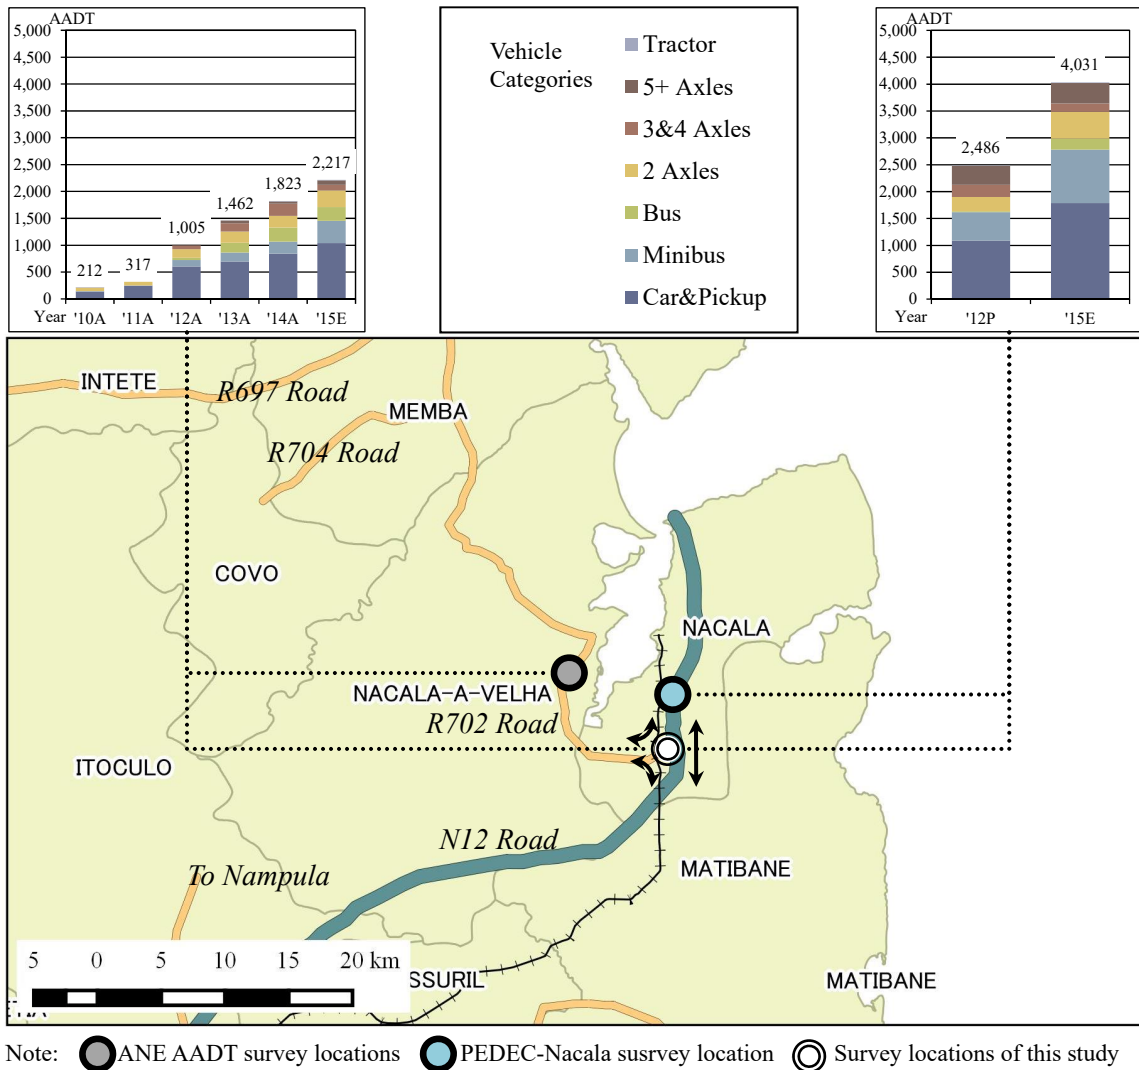 AADT
5,000
4,500
4,000
3,500
3,000
2,500
2,000
1,500
1,000
500
0
212
317
1,005
1,462
1,823
2,217
Year '10A '11A '12A '13A '14A '15E
Vehicle
Categories
Tractor
5+ Axles
3&4 Axles
2 Axles
Bus
Minibus
Car&Pickup
AADT
5,000
4,500
4,000
3,500
3,000
2,500
2,000
1,500
1,000
500
0
2,486
4,031
Year '12P '15E
INTETE
R697 Road
MEMBA
R704 Road
COVO
NACALA
NACALA-A-VELHA
R702 Road
ITOCULO
N12 Road
To Nampula
MATIBANE
5 0 5 10 15 20 km
SSURIL
MATIBANE
Note: ANE AADT survey locations PEDEC-Nacala susrvey location Survey locations of this study